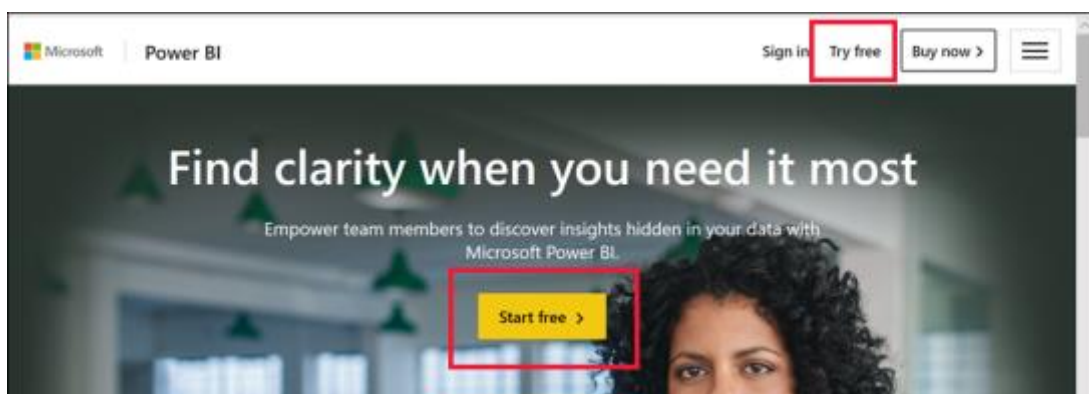 Microsoft Power BI Sign in Try free Buy now >
Find clarity when you need it most
Empower team members to discover insights hidden in your data with
Microsoft Power BI.
Start free >